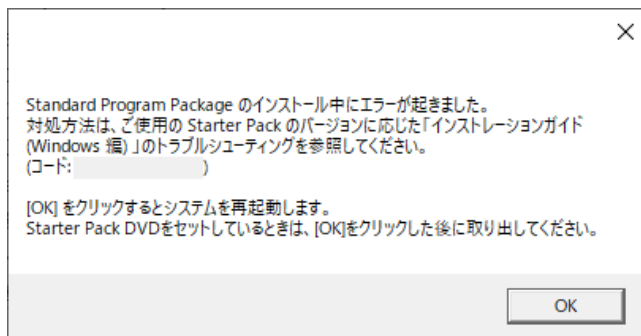 Standard Program Package のインストール中にエラーが起きました。
対処方法は、ご使用の Starter Pack のバージョンに応じた「インストレーションガイド
(Windows 編) 」のトラブルシューティングを参照してください。
(コード: )
[OK] をクリックするとシステムを再起動します。
Starter Pack DVDをセットしているときは、[OK]をクリックした後に取り出してください。
OK